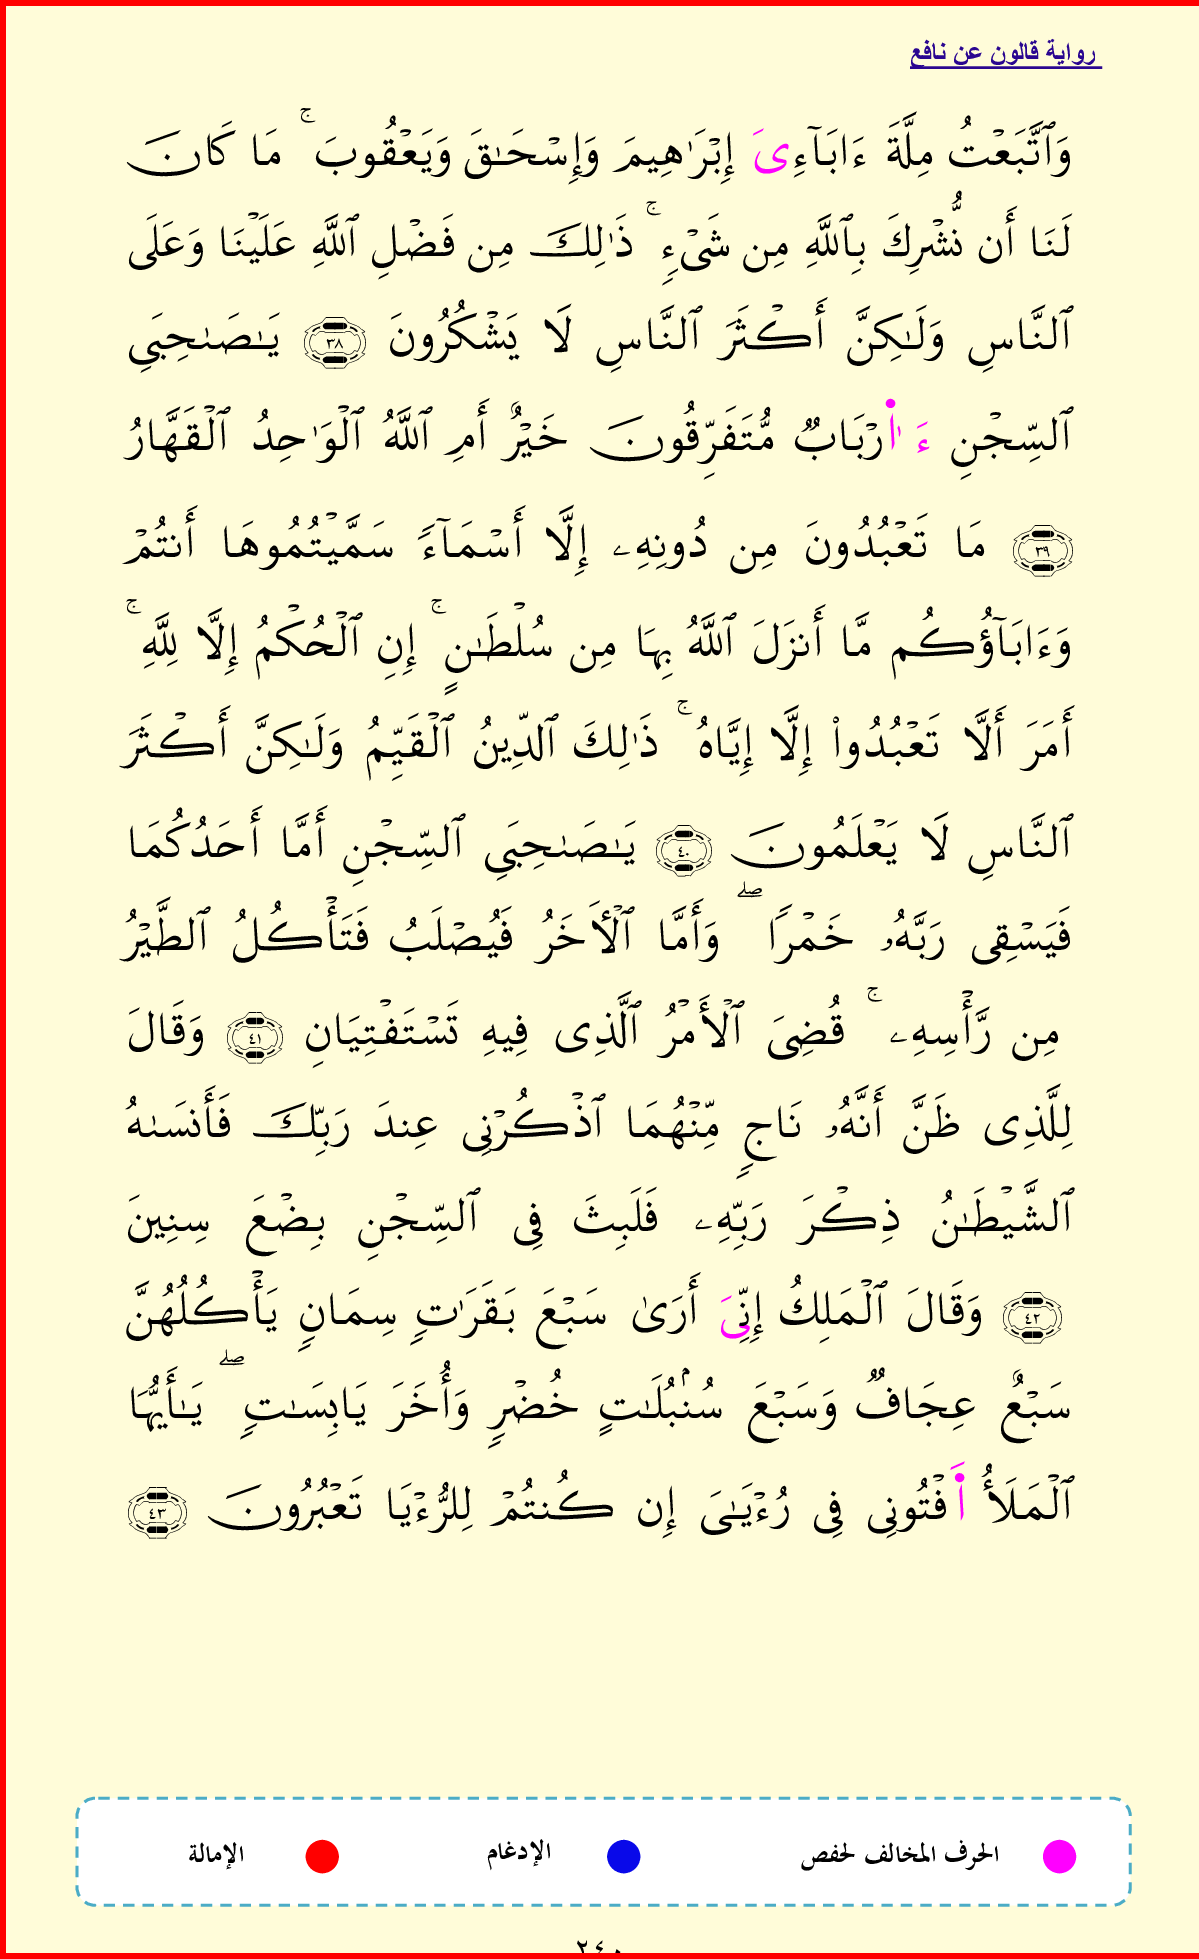 رواية قالون عن نافع
وَٱتَّبَعۡتُ مِلَّةَ ءَابَآءِىَ إِبۡرَٰهِيمَ وَإِسۡحَٰقَ وَيَعۡقُوبَ ۚ مَا كَانَ
لَنَا أَن نُّشۡرِكَ بِٱللَّهِ مِن شَىۡءٍۚ ذَٰلِكَ مِن فَضۡلِ ٱللَّهِ عَلَيۡنَا وَعَلَى
ٱلنَّاسِ وَلَٰكِنَّ أَكۡثَرَ ٱلنَّاسِ لَا يَشۡكُرُونَ ٣٨ يَٰصَٰحِبَىِ
ٱلسِّجۡنِ ءَا۬رۡبَابٌ مُّتَفَرِّقُونَ خَيۡرٌ أَمِ ٱللَّهُ ٱلۡوَٰحِدُ ٱلۡقَهَّارُ
٣٩ مَا تَعۡبُدُونَ مِن دُونِهِۦ إِلَّا أَسۡمَآءً سَمَّيۡتُمُوهَا أَنتُمۡ
وَءَابَآؤُكُم مَّا أَنزَلَ ٱللَّهُ بِهَا مِن سُلۡطَٰنٍۚ إِنِ ٱلۡحُكۡمُ إِلَّا لِلَّهِ ۚ
أَمَرَ أَلَّا تَعۡبُدُوا۟ إِلَّا إِيَّاهُ ۚ ذَٰلِكَ ٱلدِّينُ ٱلۡقَيِّمُ وَلَٰكِنَّ أَكۡثَرَ
ٱلنَّاسِ لَا يَعۡلَمُونَ ٤٠ يَٰصَٰحِبَىِ ٱلسِّجۡنِ أَمَّا أَحَدُكُمَا
فَيَسۡقِى رَبَّهُۥ خَمۡرًا ۖ وَأَمَّا ٱلۡأَخَرُ فَيُصۡلَبُ فَتَأۡكُلُ ٱلطَّيۡرُ
مِن رَّأۡسِهِۦ ۚ قُضِىَ ٱلۡأَمۡرُ ٱلَّذِى فِيهِ تَسۡتَفۡتِيَانِ ٤١ وَقَالَ
لِلَّذِى ظَنَّ أَنَّهُۥ نَاجٍ مِّنۡهُمَا ٱذۡكُرۡنِى عِندَ رَبِّكَ فَأَنسَىٰهُ
ٱلشَّيۡطَٰنُ ذِكۡرَ رَبِّهِۦ فَلَبِثَ فِى ٱلسِّجۡنِ بِضۡعَ سِنِينَ
٤٢ وَقَالَ ٱلۡمَلِكُ إِنِّىَ أَرَىٰ سَبۡعَ بَقَرَٰتٍ سِمَانٍ يَأۡكُلُهُنَّ
سَبۡعٌ عِجَافٌ وَسَبۡعَ سُنۢبُلَٰتٍ خُضۡرٍ وَأُخَرَ يَابِسَٰتٍ ۖ يَٰأَيُّهَا
ٱلۡمَلَأُ ا۬فۡتُونِى فِى رُءۡيَٰىَ إِن كُنتُمۡ لِلرُّءۡيَا تَعۡبُرُونَ ٤٣
الحرف المخالف لحفص الإدغام الإمالة
٢٤٠